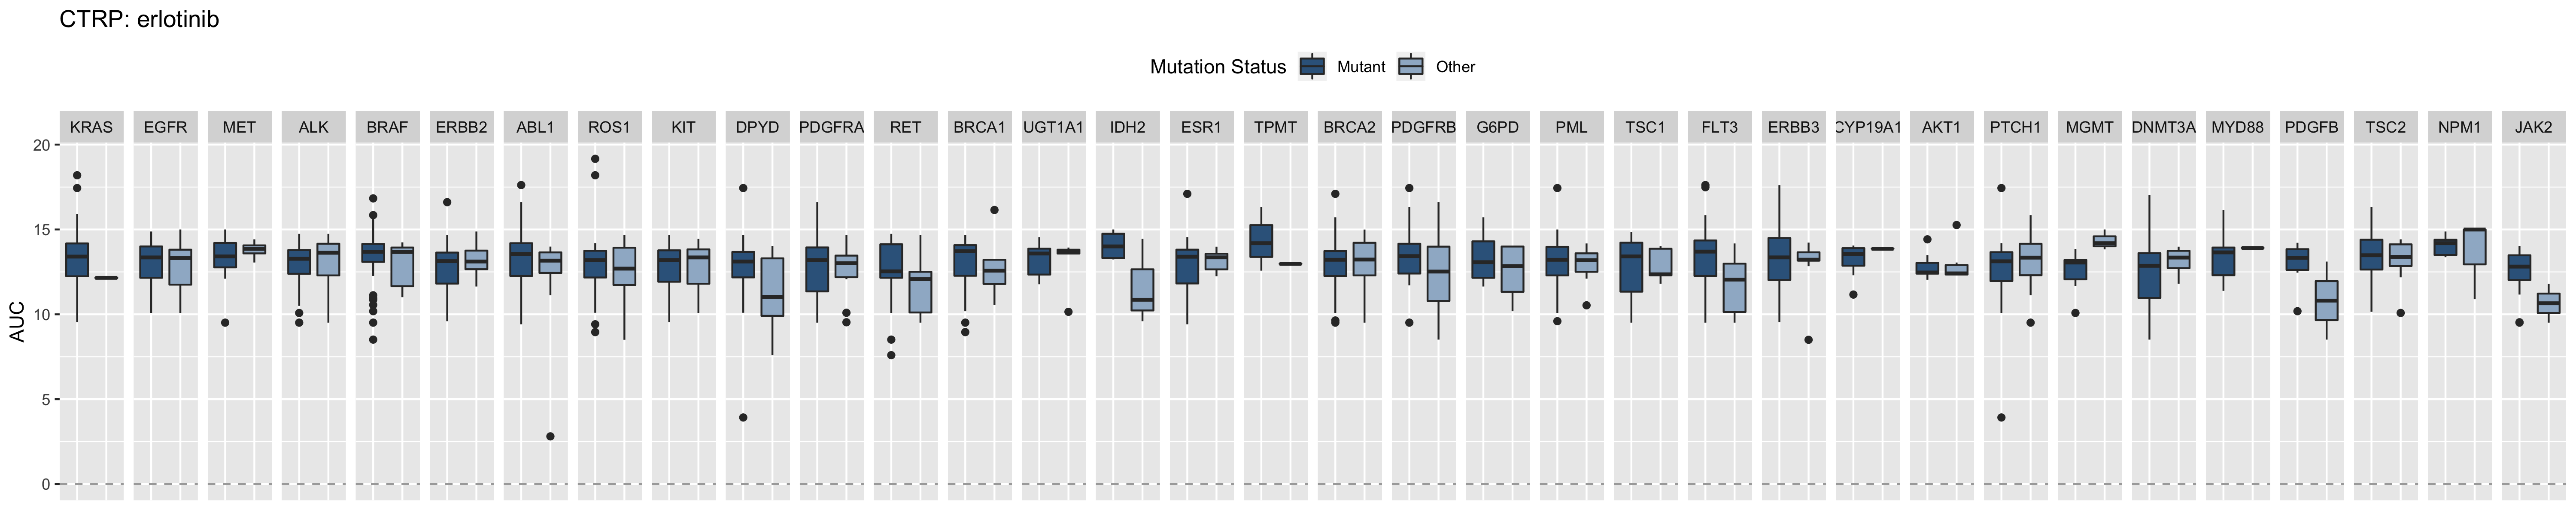 CTRP: erlotinib
Mutation Status Mutant Other
KRAS EGFR MET ALK BRAF ERBB2 ABL1 ROS1 KIT DPYD PDGFRA RET BRCA1 UGT1A1 IDH2 ESR1 TPMT BRCA2 PDGFRB G6PD PML TSC1 FLT3 ERBB3 CYP19A1 AKT1 PTCH1 MGMT DNMT3A MYD88 PDGFB TSC2 NPM1 JAK2
20
15
10
5
0
AUC